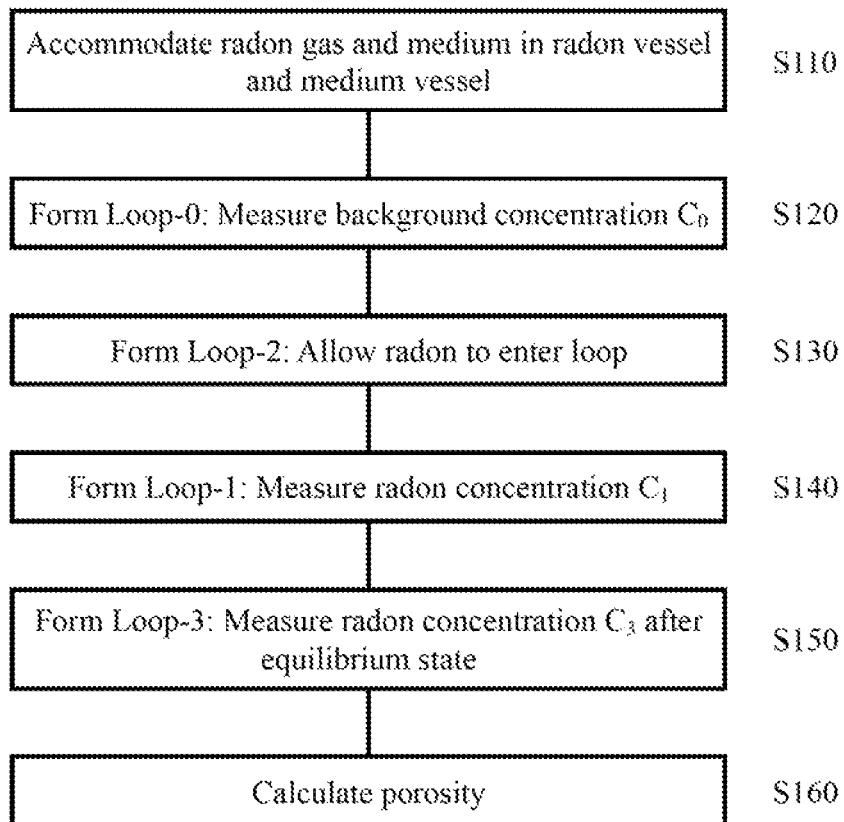 Accommodate radon gas and medium in radon vessel
and medium vessel
S110
Form Loop-0: Measure background concentration C₀
S120
Form Loop-2: Allow radon to enter loop
S130
Form Loop-1: Measure radon concentration C₁
S140
Form Loop-3: Measure radon concentration C₃ after
equilibrium state
S150
Calculate porosity
S160